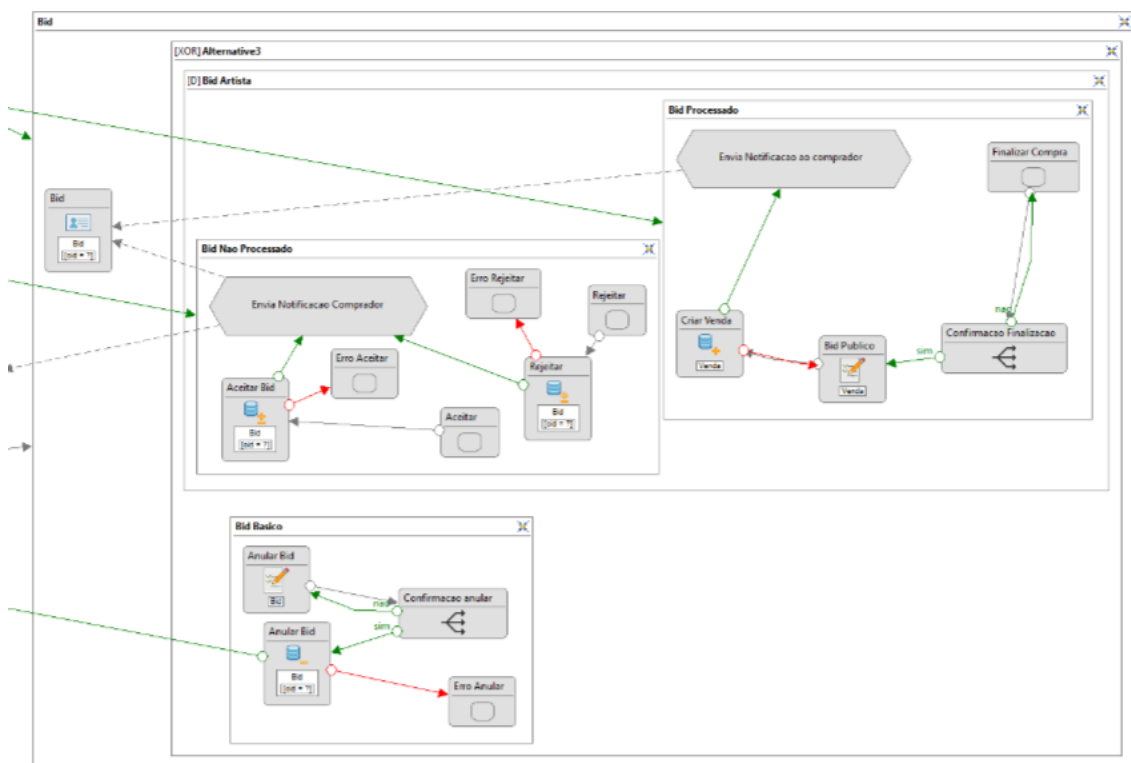 Bid
[XOR] Alternative3
[D] Bid Artista
Bid Processado
Envia Notificacao ao comprador
Finalizar Compra
Bid
Bid
[[oid = ?]]
Bid Nao Processado
Envia Notificacao Comprador
Erro Rejeitar
Rejeitar
Criar Venda
Venda
Bid Publico
Venda
sim
nao
Confirmacao Finalizacao
Erro Aceitar
Rejeitar
Bid
[[oid = ?]]
Aceitar Bid
Bid
[[oid = ?]]
Aceitar
Bid Basico
Anular Bid
Bid
nao
sim
Confirmacao anular
Anular Bid
Bid
[[oid = ?]]
Erro Anular